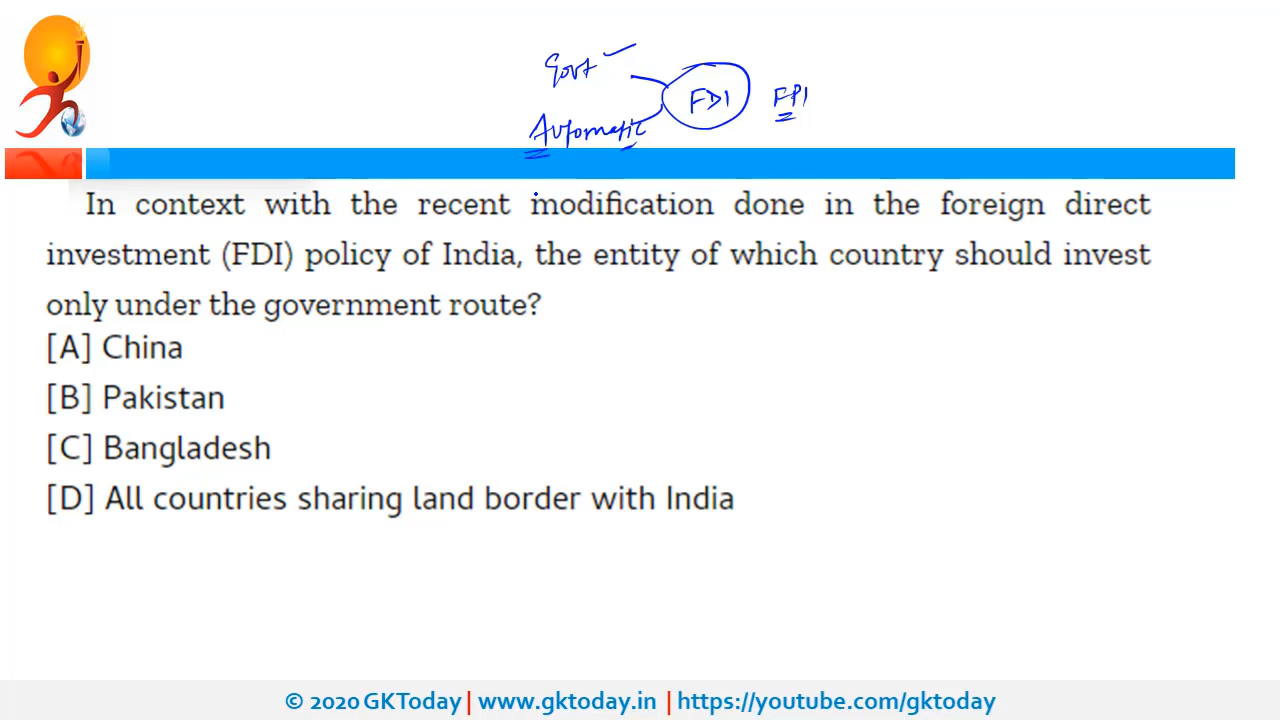 Govt
FDI
FPI
Automatic
In context with the recent modification done in the foreign direct
investment (FDI) policy of India, the entity of which country should invest
only under the government route?
[A] China
[B] Pakistan
[C] Bangladesh
[D] All countries sharing land border with India
© 2020 GKToday | www.gktoday.in | https://youtube.com/gktoday